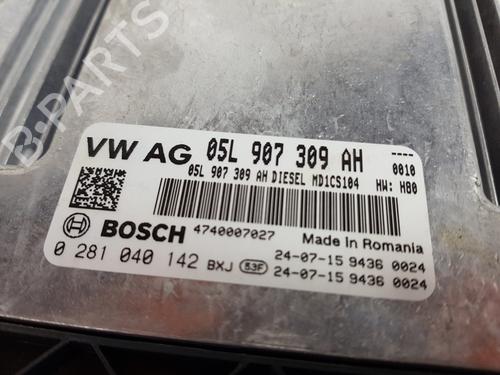 B-PARTS
VW AG 05L 907 309 AH ----
05L 907 309 AH DIESEL MD1CS104 0010
HW: H80
BOSCH 4740007027 Made in Romania
0 281 040 142 BXJ 53F 24-07-15 9436 0024
24-07-15 9436 0024